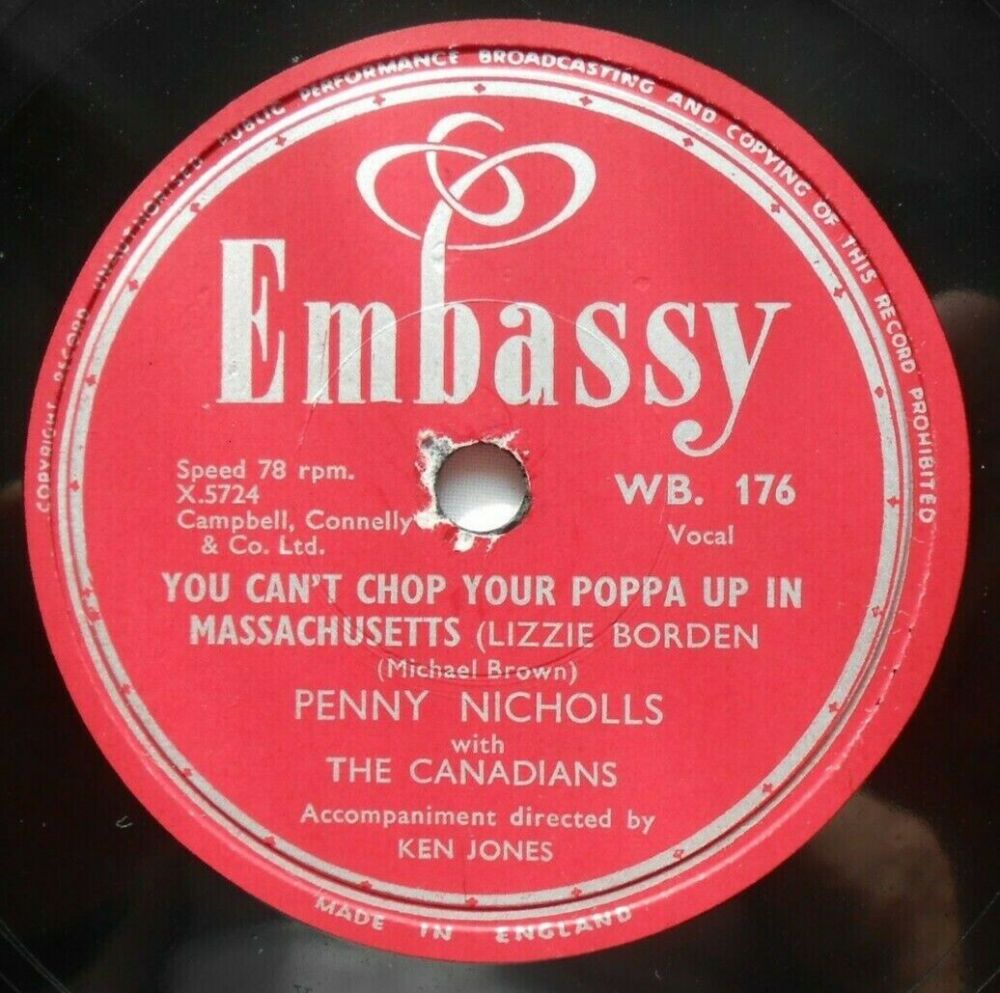 COPYRIGHT RECORD UNAUTHORISED PUBLIC PERFORMANCE BROADCASTING AND COPYING OF THIS RECORD PROHIBITED
Embassy
Speed 78 rpm.
X.5724
Campbell, Connelly
& Co. Ltd.
WB. 176
Vocal
YOU CAN'T CHOP YOUR POPPA UP IN
MASSACHUSETTS (LIZZIE BORDEN
(Michael Brown)
PENNY NICHOLLS
with
THE CANADIANS
Accompaniment directed by
KEN JONES
MADE IN ENGLAND